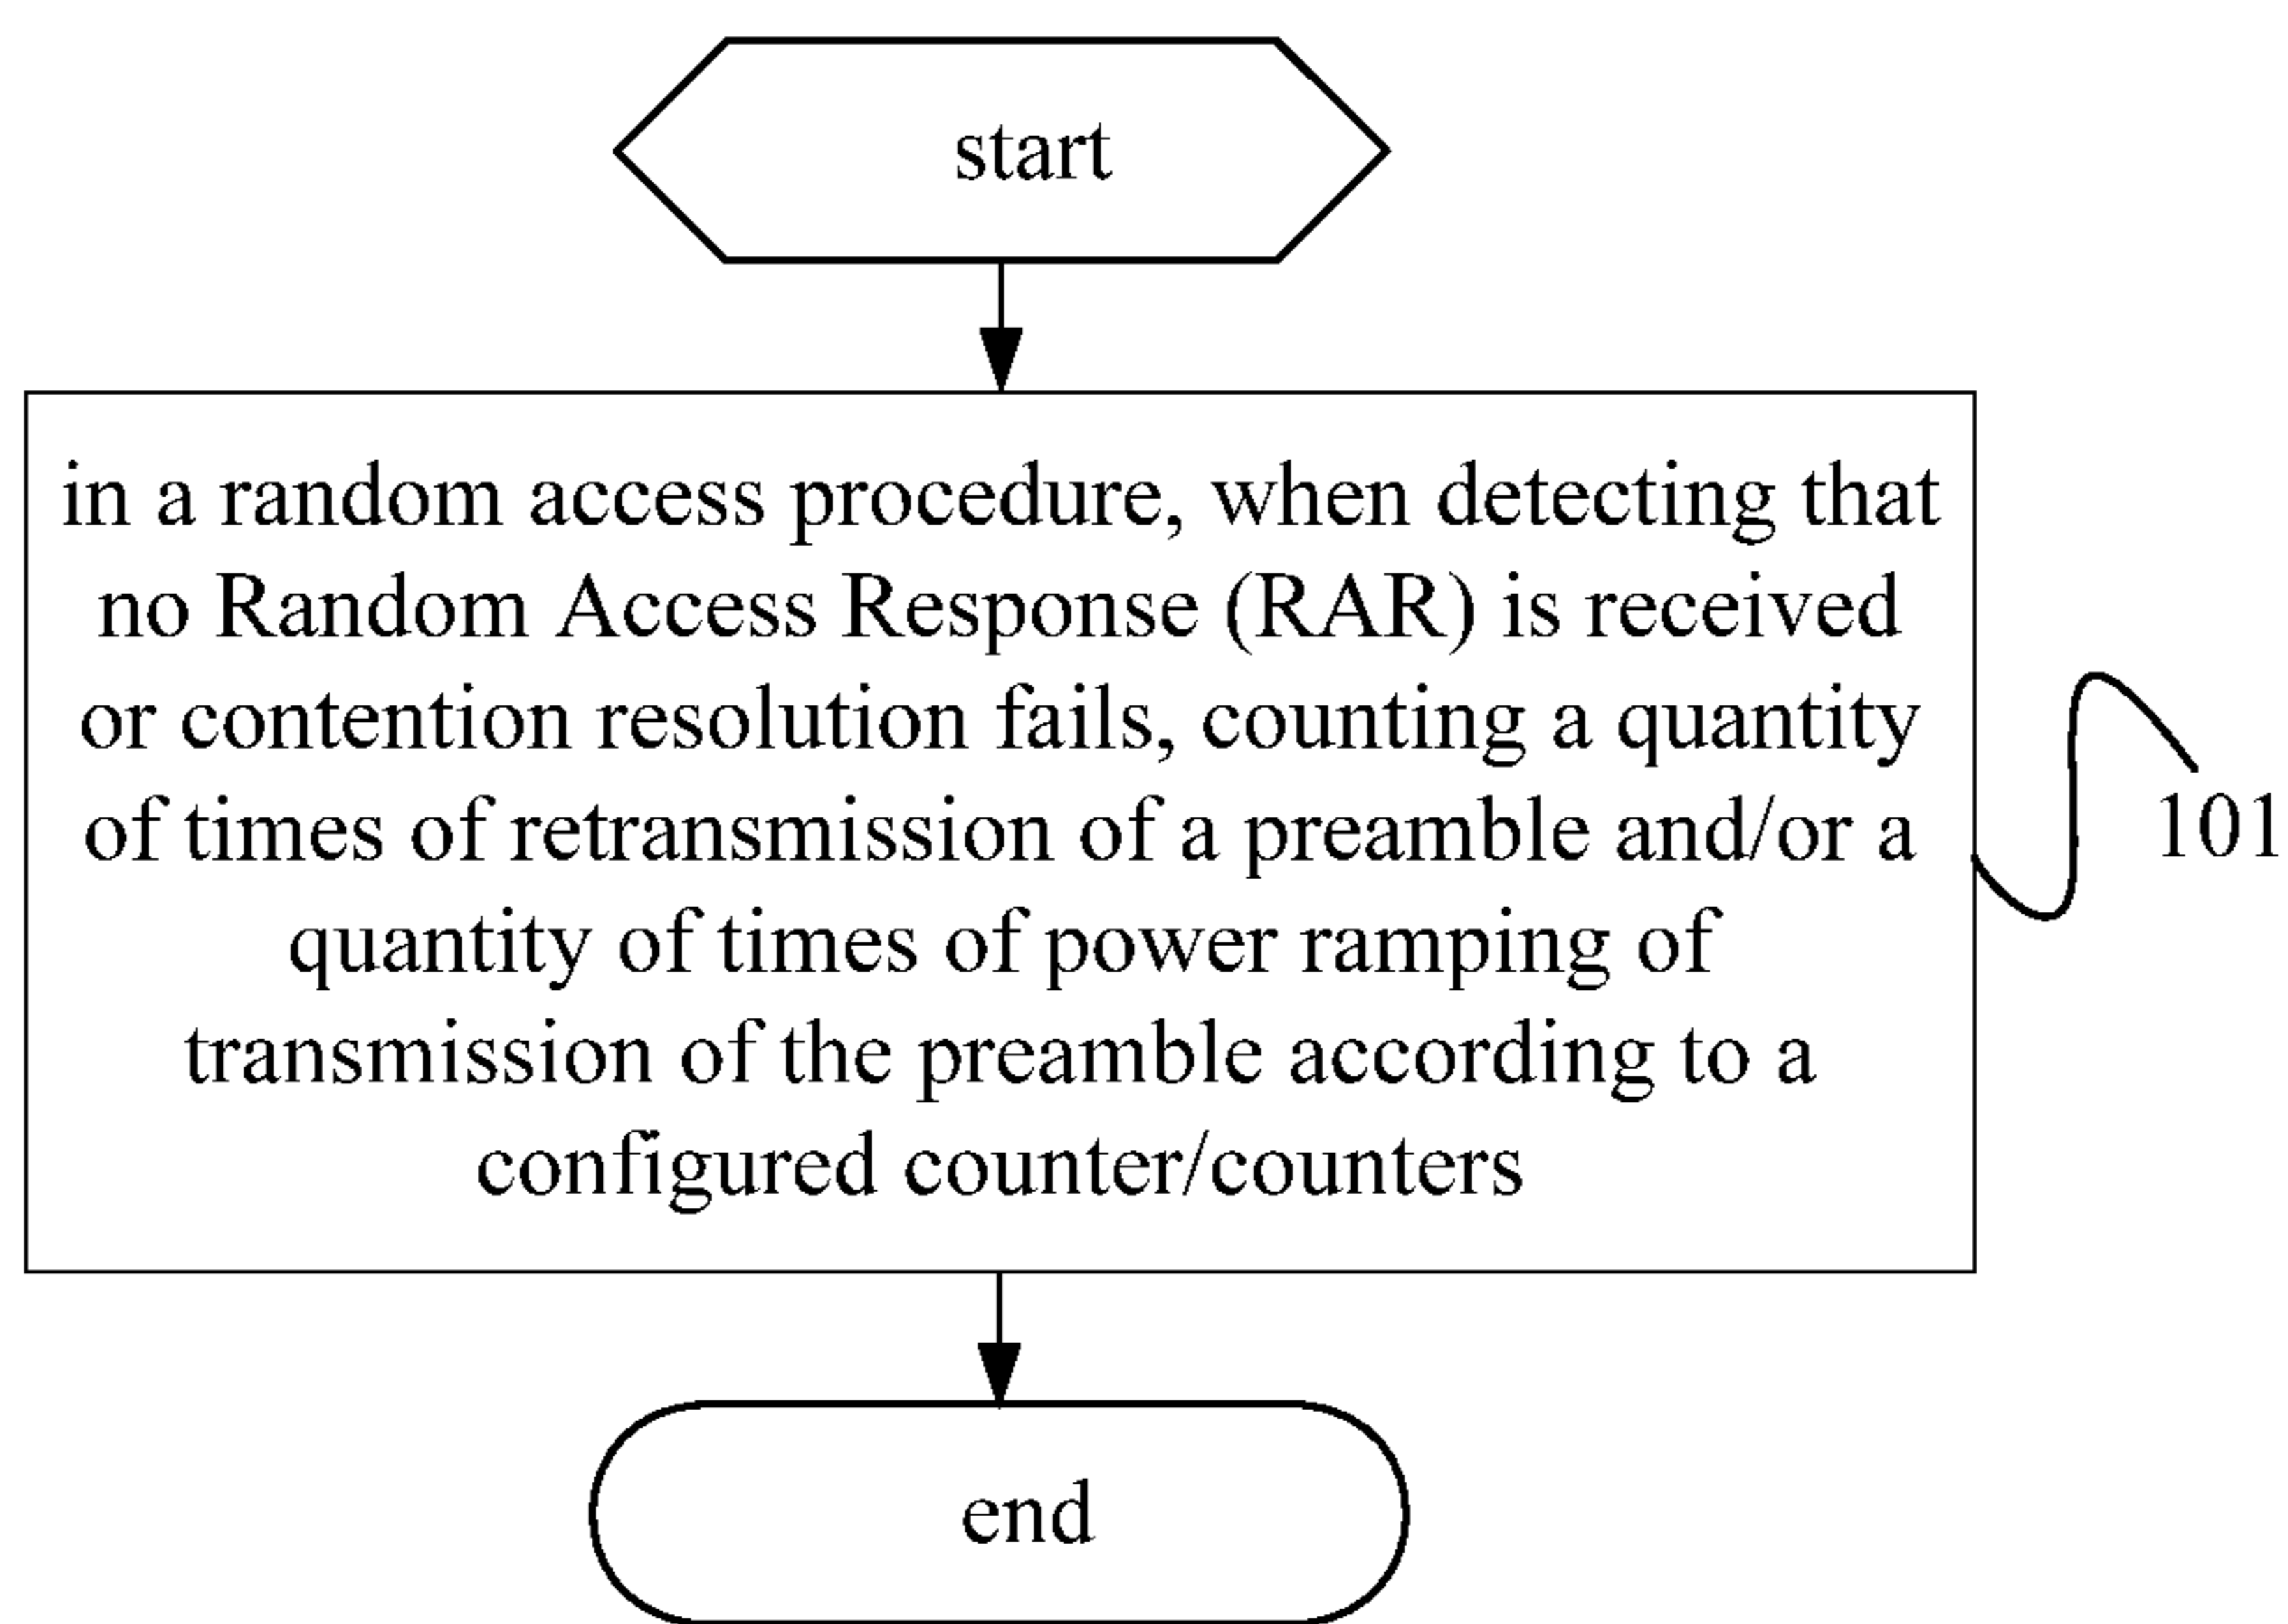 start
in a random access procedure, when detecting that
no Random Access Response (RAR) is received
or contention resolution fails, counting a quantity
of times of retransmission of a preamble and/or a
quantity of times of power ramping of
transmission of the preamble according to a
configured counter/counters
101
end